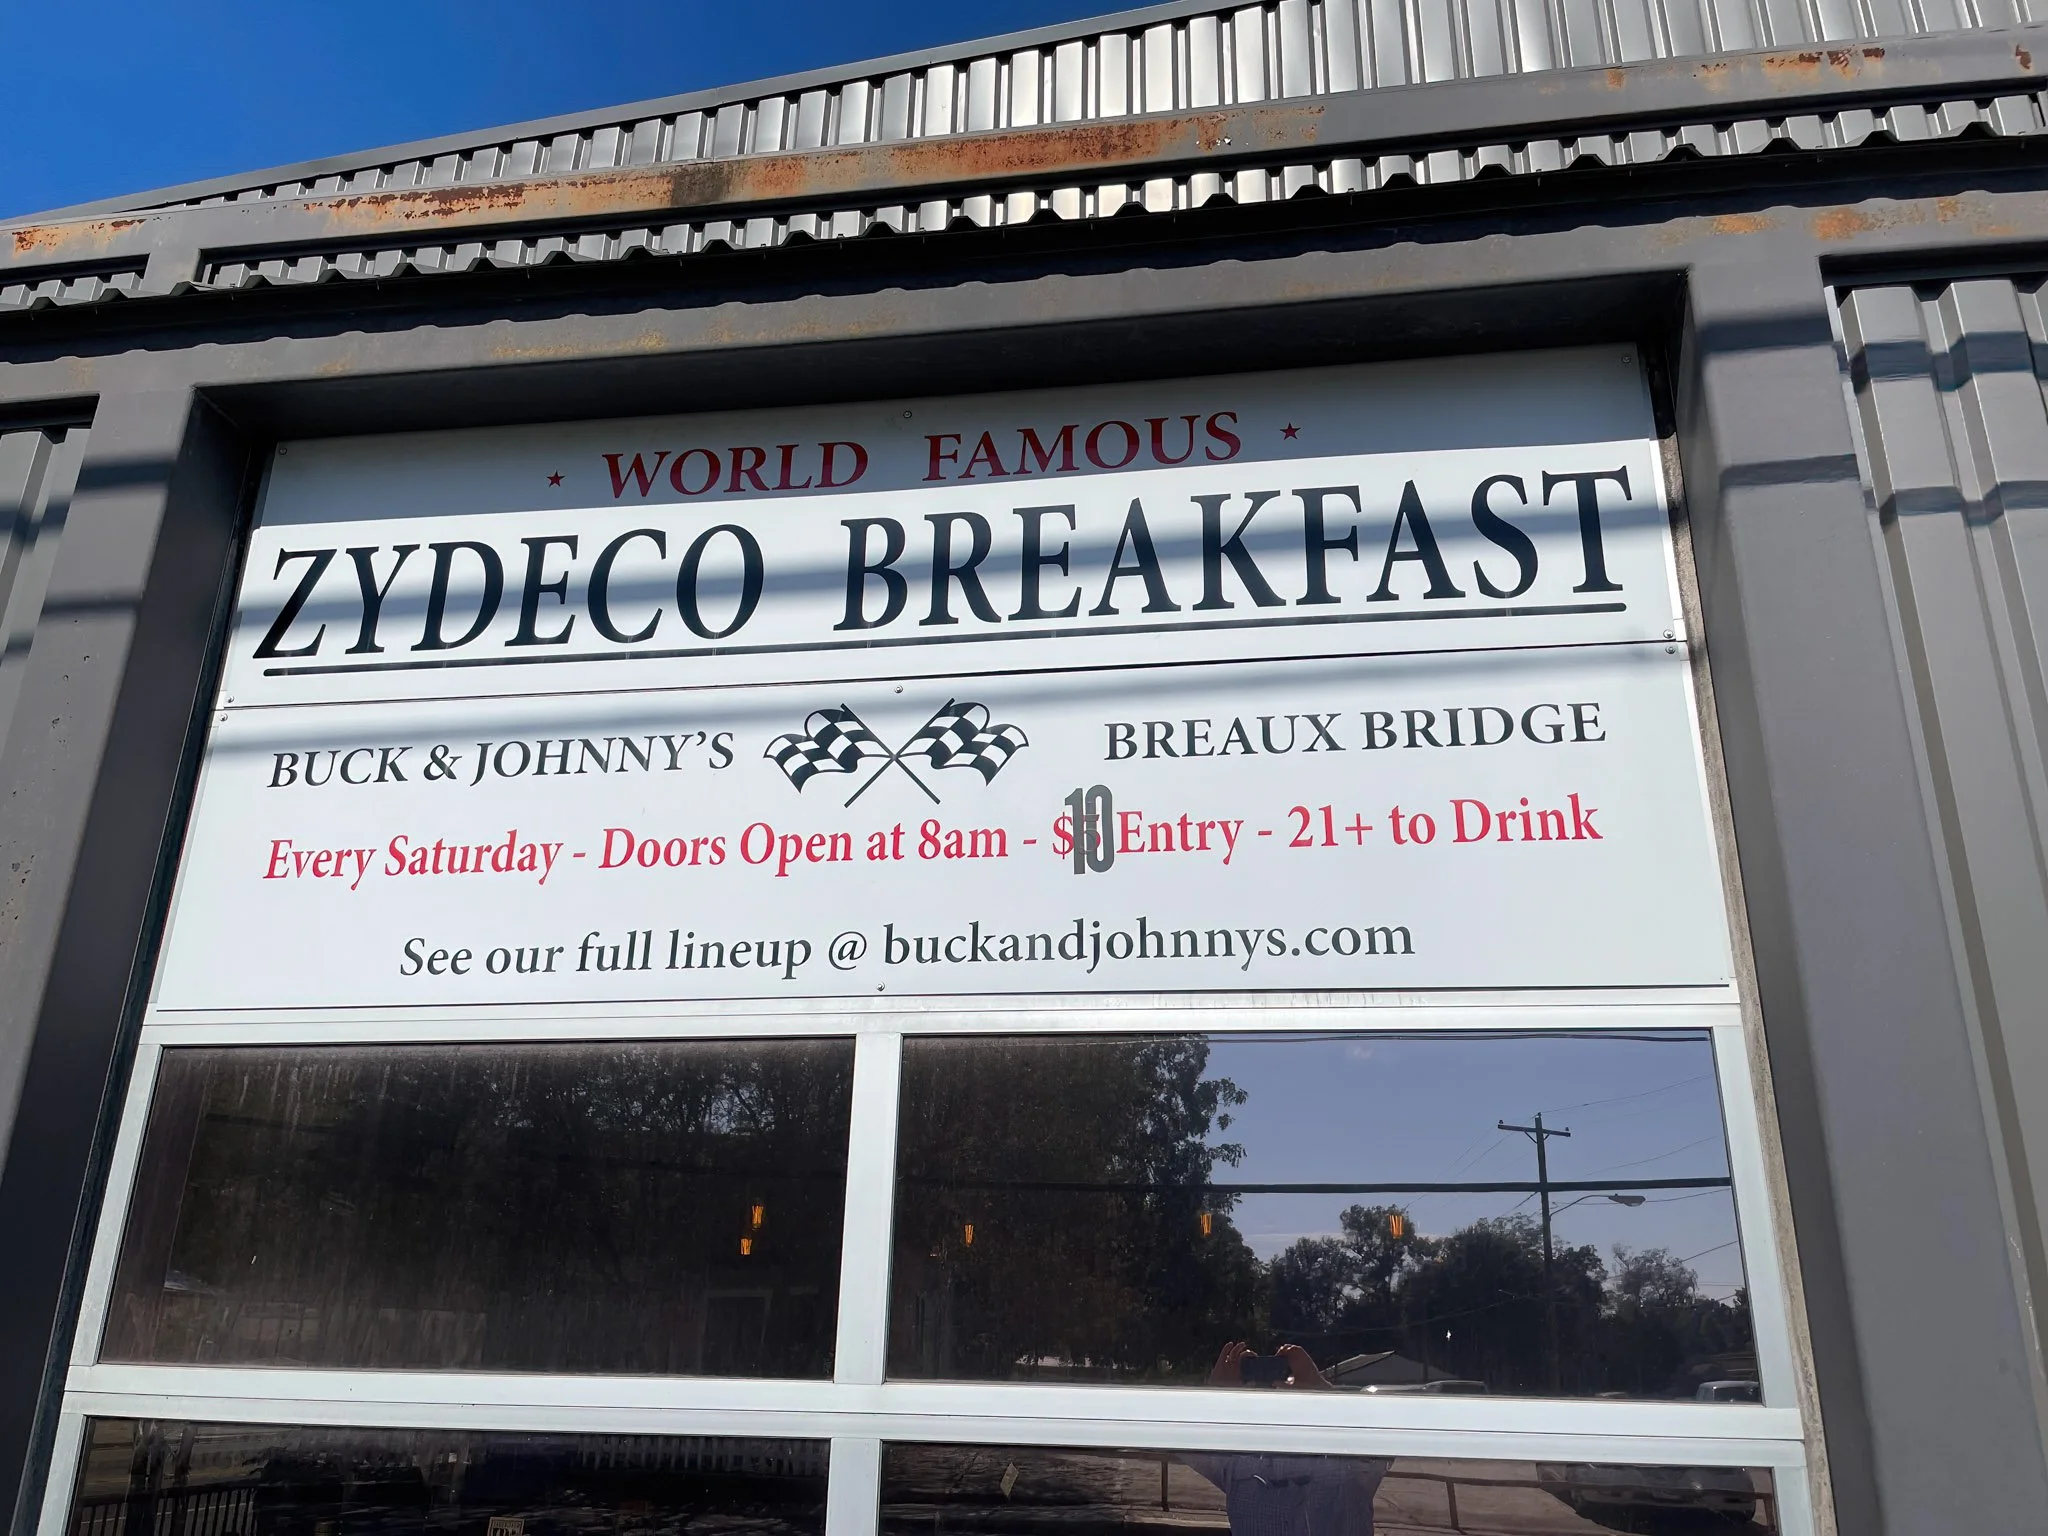 WORLD FAMOUS
ZYDECO BREAKFAST
BUCK & JOHNNY'S BREAUX BRIDGE
Every Saturday - Doors Open at 8am - $10 Entry - 21+ to Drink
See our full lineup @ buckandjohnnys.com